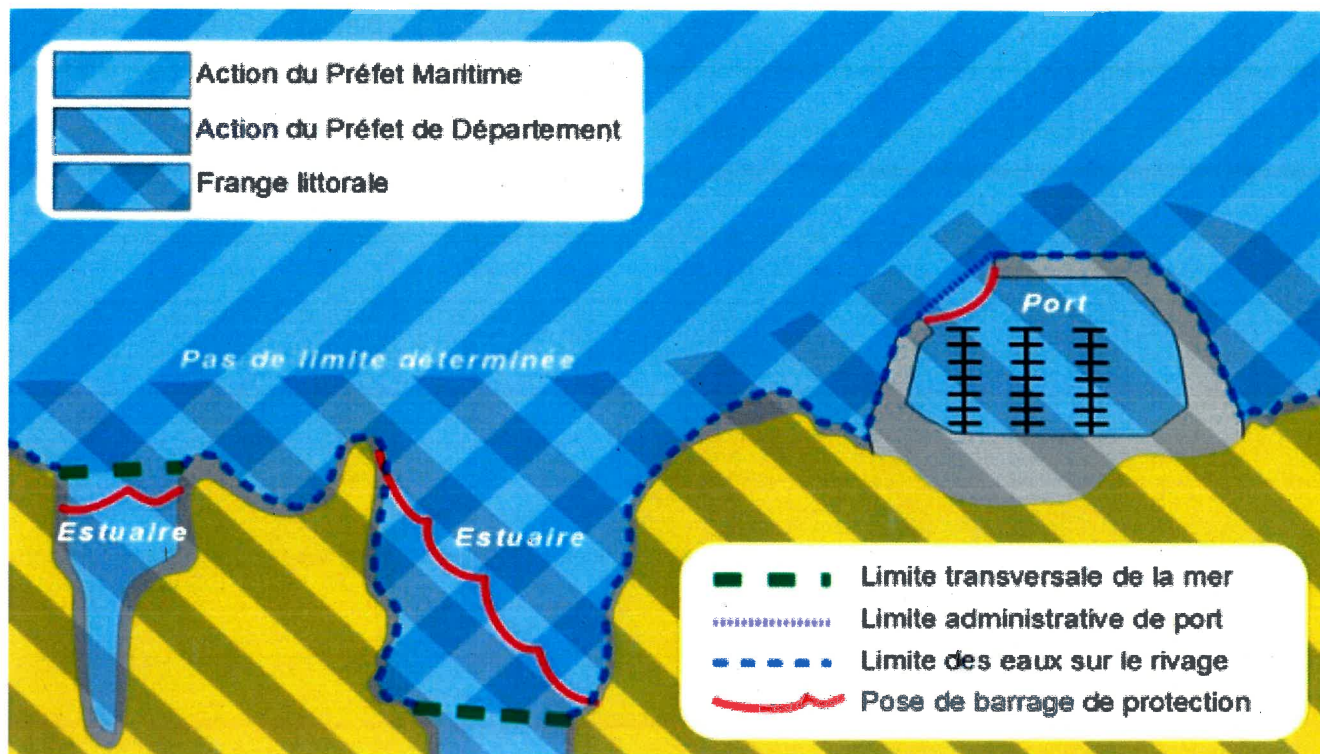 Action du Préfet Maritime
Action du Préfet de Département
Frange littorale
Port
Pas de limite déterminée
Estuaire
Estuaire
Limite transversale de la mer
Limite administrative de port
Limite des eaux sur le rivage
Pose de barrage de protection